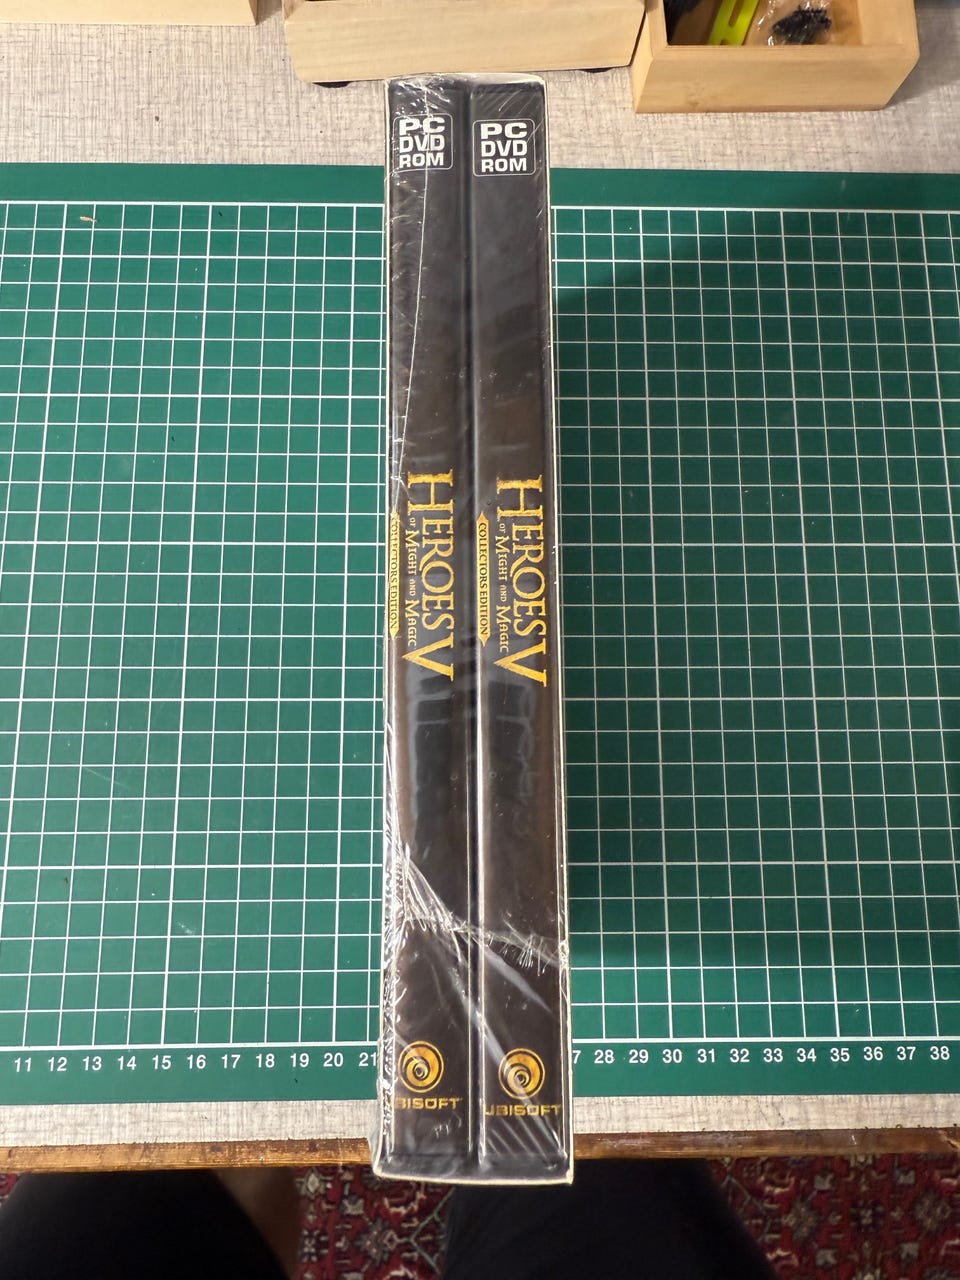 PC
DVD
ROM
HEROES V
OF MIGHT AND MAGIC
COLLECTORS EDITION
UBISOFT
PC
DVD
ROM
HEROES V
OF MIGHT AND MAGIC
COLLECTORS EDITION
UBISOFT
11 12 13 14 15 16 17 18 19 20 21 7 28 29 30 31 32 33 34 35 36 37 38